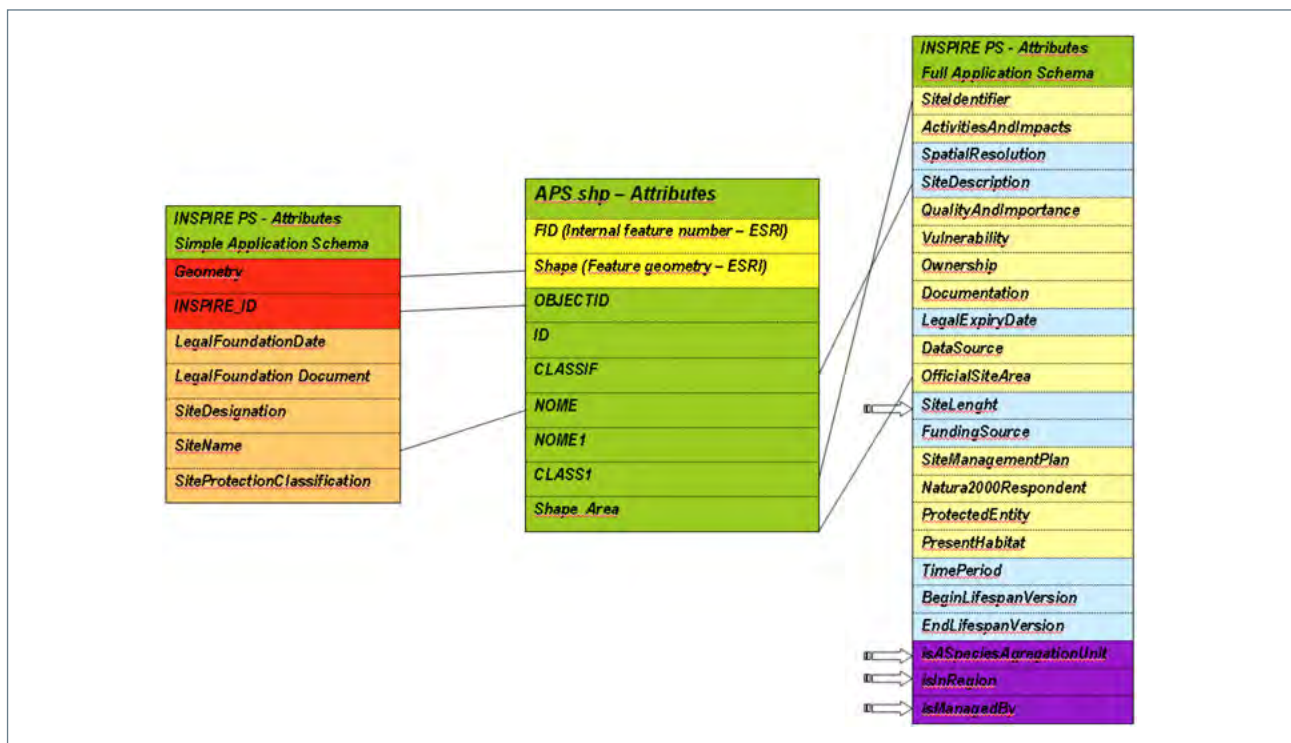 INSPIRE PS - Attributes
Simple Application Schema
Geometry
INSPIRE_ID
LegalFoundationDate
LegalFoundation Document
SiteDesignation
SiteName
SiteProtectionClassification
APS.shp – Attributes
FID (Internal feature number – ESRI)
Shape (Feature geometry – ESRI)
OBJECTID
ID
CLASSIF
NOME
NOME1
CLASS1
Shape_Area
INSPIRE PS - Attributes
Full Application Schema
SiteIdentifier
ActivitiesAndImpacts
SpatialResolution
SiteDescription
QualityAndImportance
Vulnerability
Ownership
Documentation
LegalExpiryDate
DataSource
OfficialSiteArea
SiteLenght
FundingSource
SiteManagementPlan
Natura2000Respondent
ProtectedEntity
PresentHabitat
TimePeriod
BeginLifespanVersion
EndLifespanVersion
IsASpeciesAgregationUnit
IsInRegion
IsManagedBy